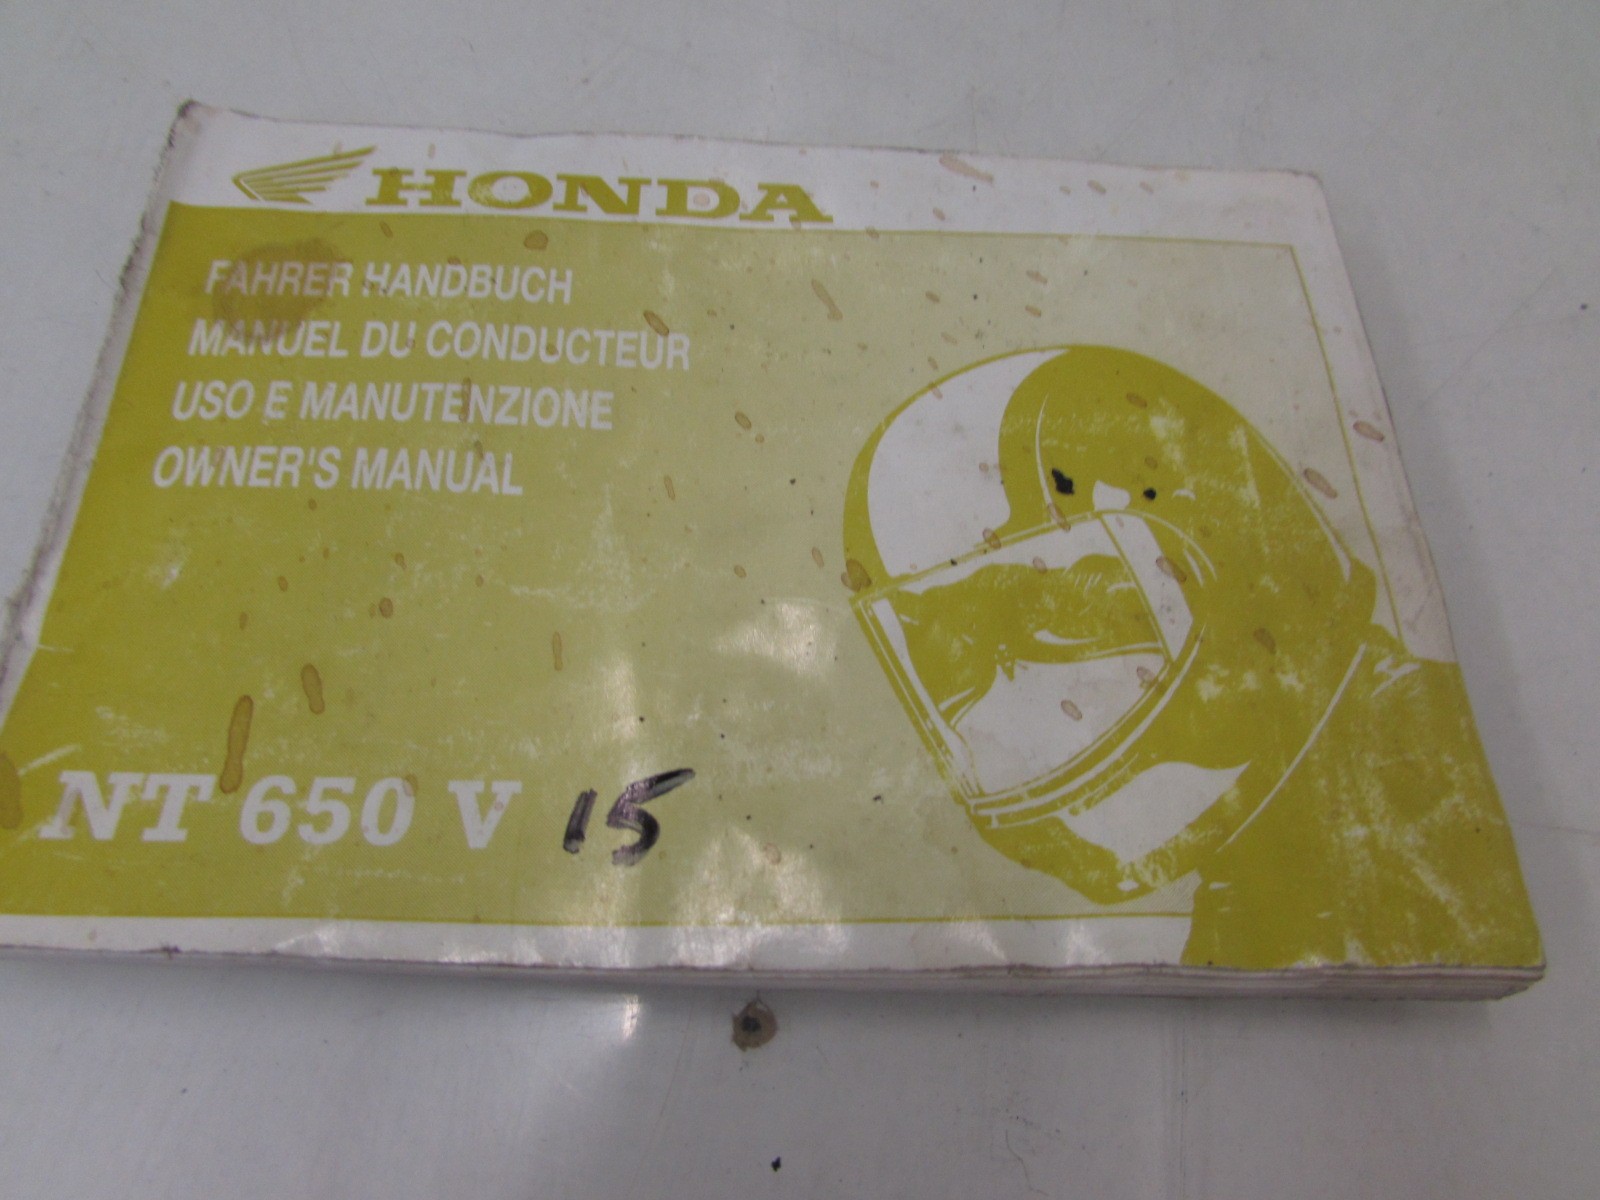 HONDA
FAHRER HANDBUCH
MANUEL DU CONDUCTEUR
USO E MANUTENZIONE
OWNER'S MANUAL
NT 650 V 15